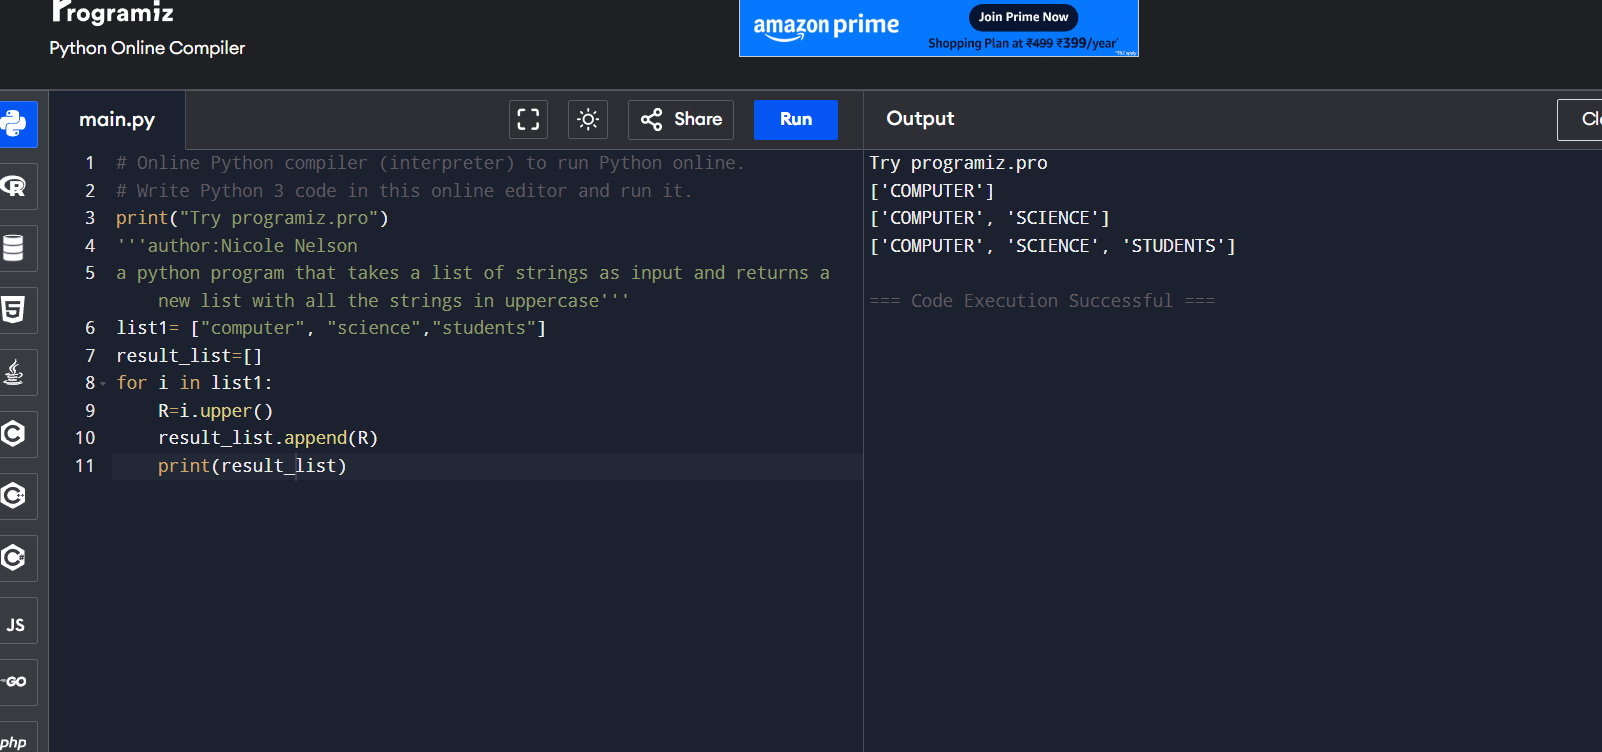 Programiz
Python Online Compiler
amazon prime
Join Prime Now
Shopping Plan at ₹499 ₹399/year*
*T&C apply
main.py
Share
Run
Output
1 # Online Python compiler (interpreter) to run Python online.
2 # Write Python 3 code in this online editor and run it.
3 print("Try programiz.pro")
4 '''author:Nicole Nelson
5 a python program that takes a list of strings as input and returns a
new list with all the strings in uppercase'''
6 list1= ["computer", "science","students"]
7 result_list=[]
8 for i in list1:
9 R=i.upper()
10 result_list.append(R)
11 print(result_list)
Try programiz.pro
['COMPUTER']
['COMPUTER', 'SCIENCE']
['COMPUTER', 'SCIENCE', 'STUDENTS']
=== Code Execution Successful ===
R
5
C
C++
C#
JS
GO
php